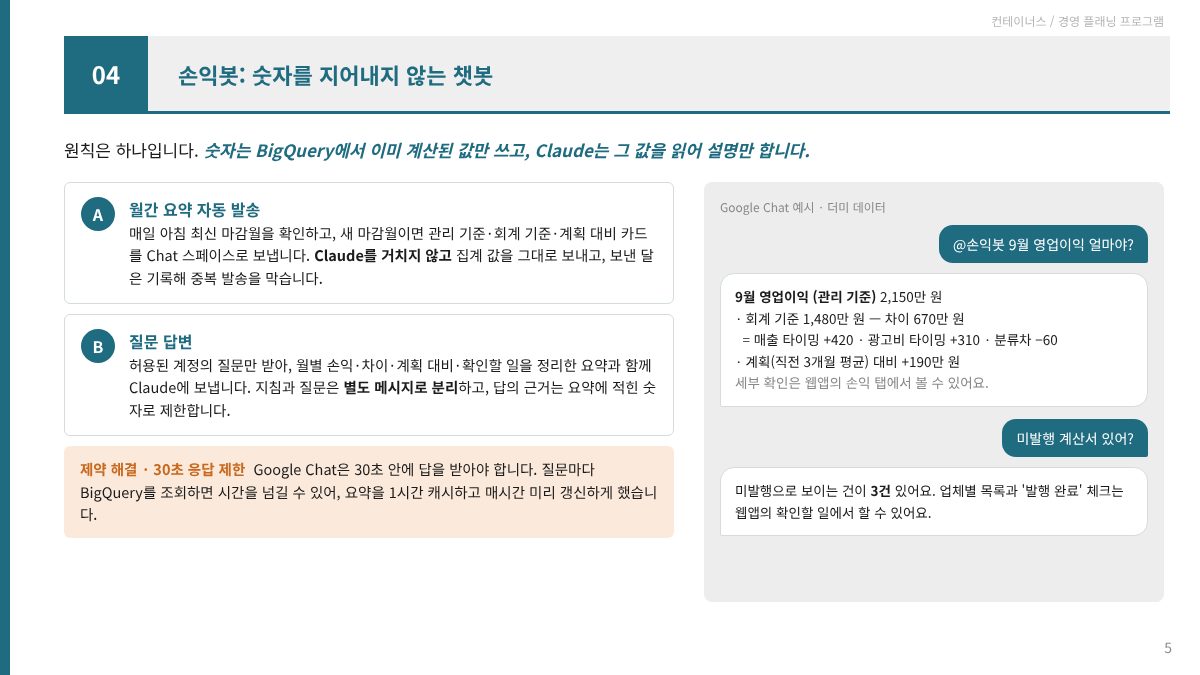 컨테이너스 / 경영 플래닝 프로그램
04
손익봇: 숫자를 지어내지 않는 챗봇
원칙은 하나입니다. 숫자는 BigQuery에서 이미 계산된 값만 쓰고, Claude는 그 값을 읽어 설명만 합니다.
A
월간 요약 자동 발송
매일 아침 최신 마감월을 확인하고, 새 마감월이면 관리 기준·회계 기준·계획 대비 카드
를 Chat 스페이스로 보냅니다. Claude를 거치지 않고 집계 값을 그대로 보내고, 보낸 달
은 기록해 중복 발송을 막습니다.
B
질문 답변
허용된 계정의 질문만 받아, 월별 손익·차이·계획 대비·확인할 일을 정리한 요약과 함께
Claude에 보냅니다. 지침과 질문은 별도 메시지로 분리하고, 답의 근거는 요약에 적힌 숫
자로 제한합니다.
제약 해결 · 30초 응답 제한 Google Chat은 30초 안에 답을 받아야 합니다. 질문마다
BigQuery를 조회하면 시간을 넘길 수 있어, 요약을 1시간 캐시하고 매시간 미리 갱신하게 했습니
다.
Google Chat 예시 · 더미 데이터
@손익봇 9월 영업이익 얼마야?
9월 영업이익 (관리 기준) 2,150만 원
· 회계 기준 1,480만 원 — 차이 670만 원
= 매출 타이밍 +420 · 광고비 타이밍 +310 · 분류차 −60
· 계획(직전 3개월 평균) 대비 +190만 원
세부 확인은 웹앱의 손익 탭에서 볼 수 있어요.
미발행 계산서 있어?
미발행으로 보이는 건이 3건 있어요. 업체별 목록과 '발행 완료' 체크는
웹앱의 확인할 일에서 할 수 있어요.
5